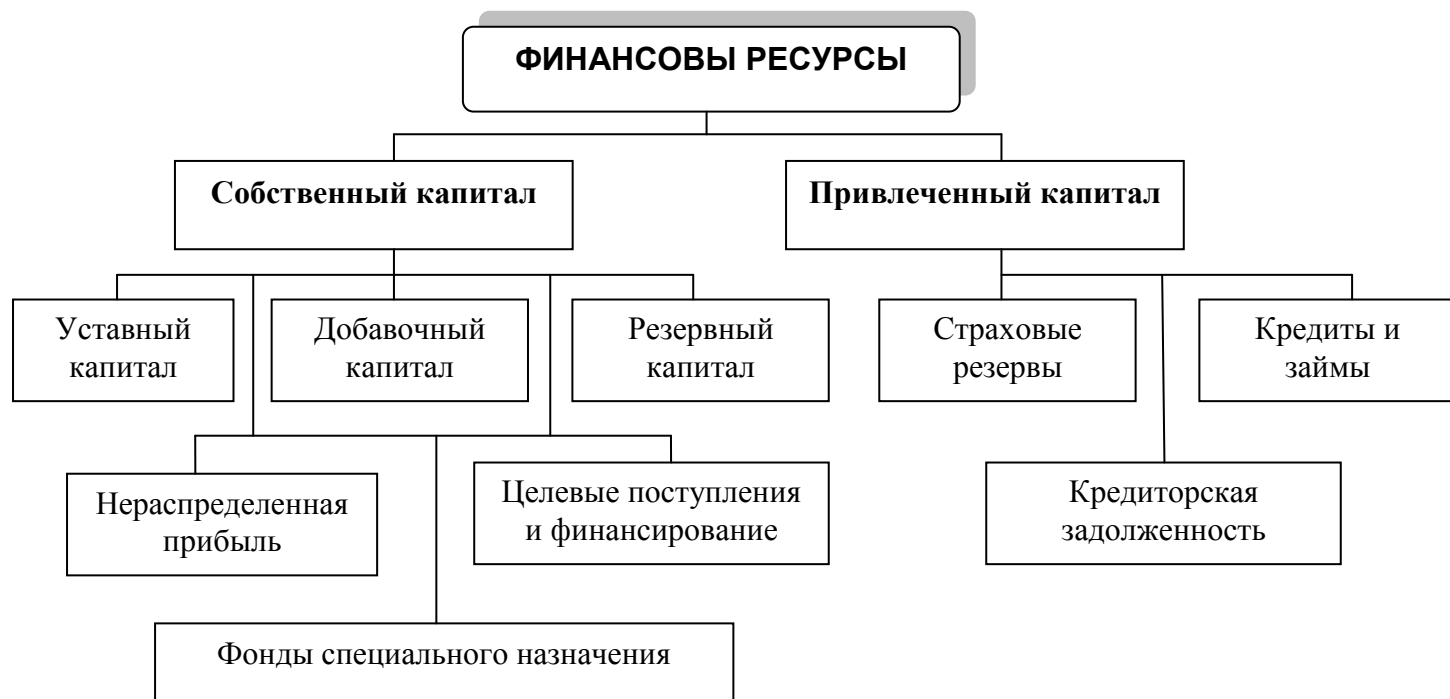 ФИНАНСОВЫ РЕСУРСЫ
Собственный капитал
Привлеченный капитал
Уставный
капитал
Добавочный
капитал
Резервный
капитал
Страховые
резервы
Кредиты и
займы
Нераспределенная
прибыль
Целевые поступления
и финансирование
Кредиторская
задолженность
Фонды специального назначения